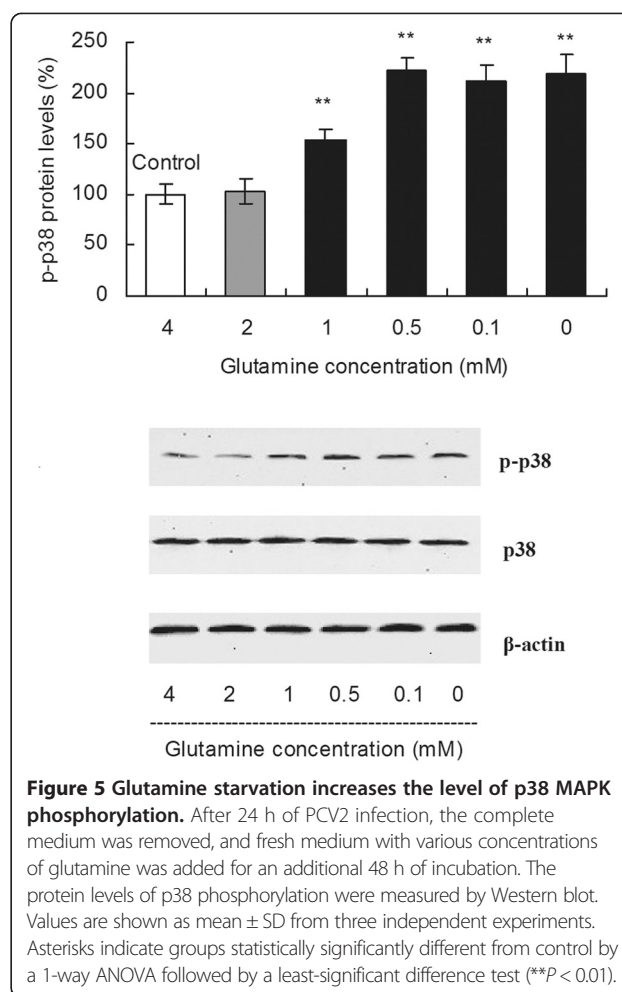 250
200
150
100
50
0
p-p38 protein levels (%)
Control
**
**
**
**
4 2 1 0.5 0.1 0
Glutamine concentration (mM)
p-p38
p38
β-actin
4 2 1 0.5 0.1 0
Glutamine concentration (mM)
Figure 5 Glutamine starvation increases the level of p38 MAPK
phosphorylation. After 24 h of PCV2 infection, the complete
medium was removed, and fresh medium with various concentrations
of glutamine was added for an additional 48 h of incubation. The
protein levels of p38 phosphorylation were measured by Western blot.
Values are shown as mean ± SD from three independent experiments.
Asterisks indicate groups statistically significantly different from control by
a 1-way ANOVA followed by a least-significant difference test (**P < 0.01).